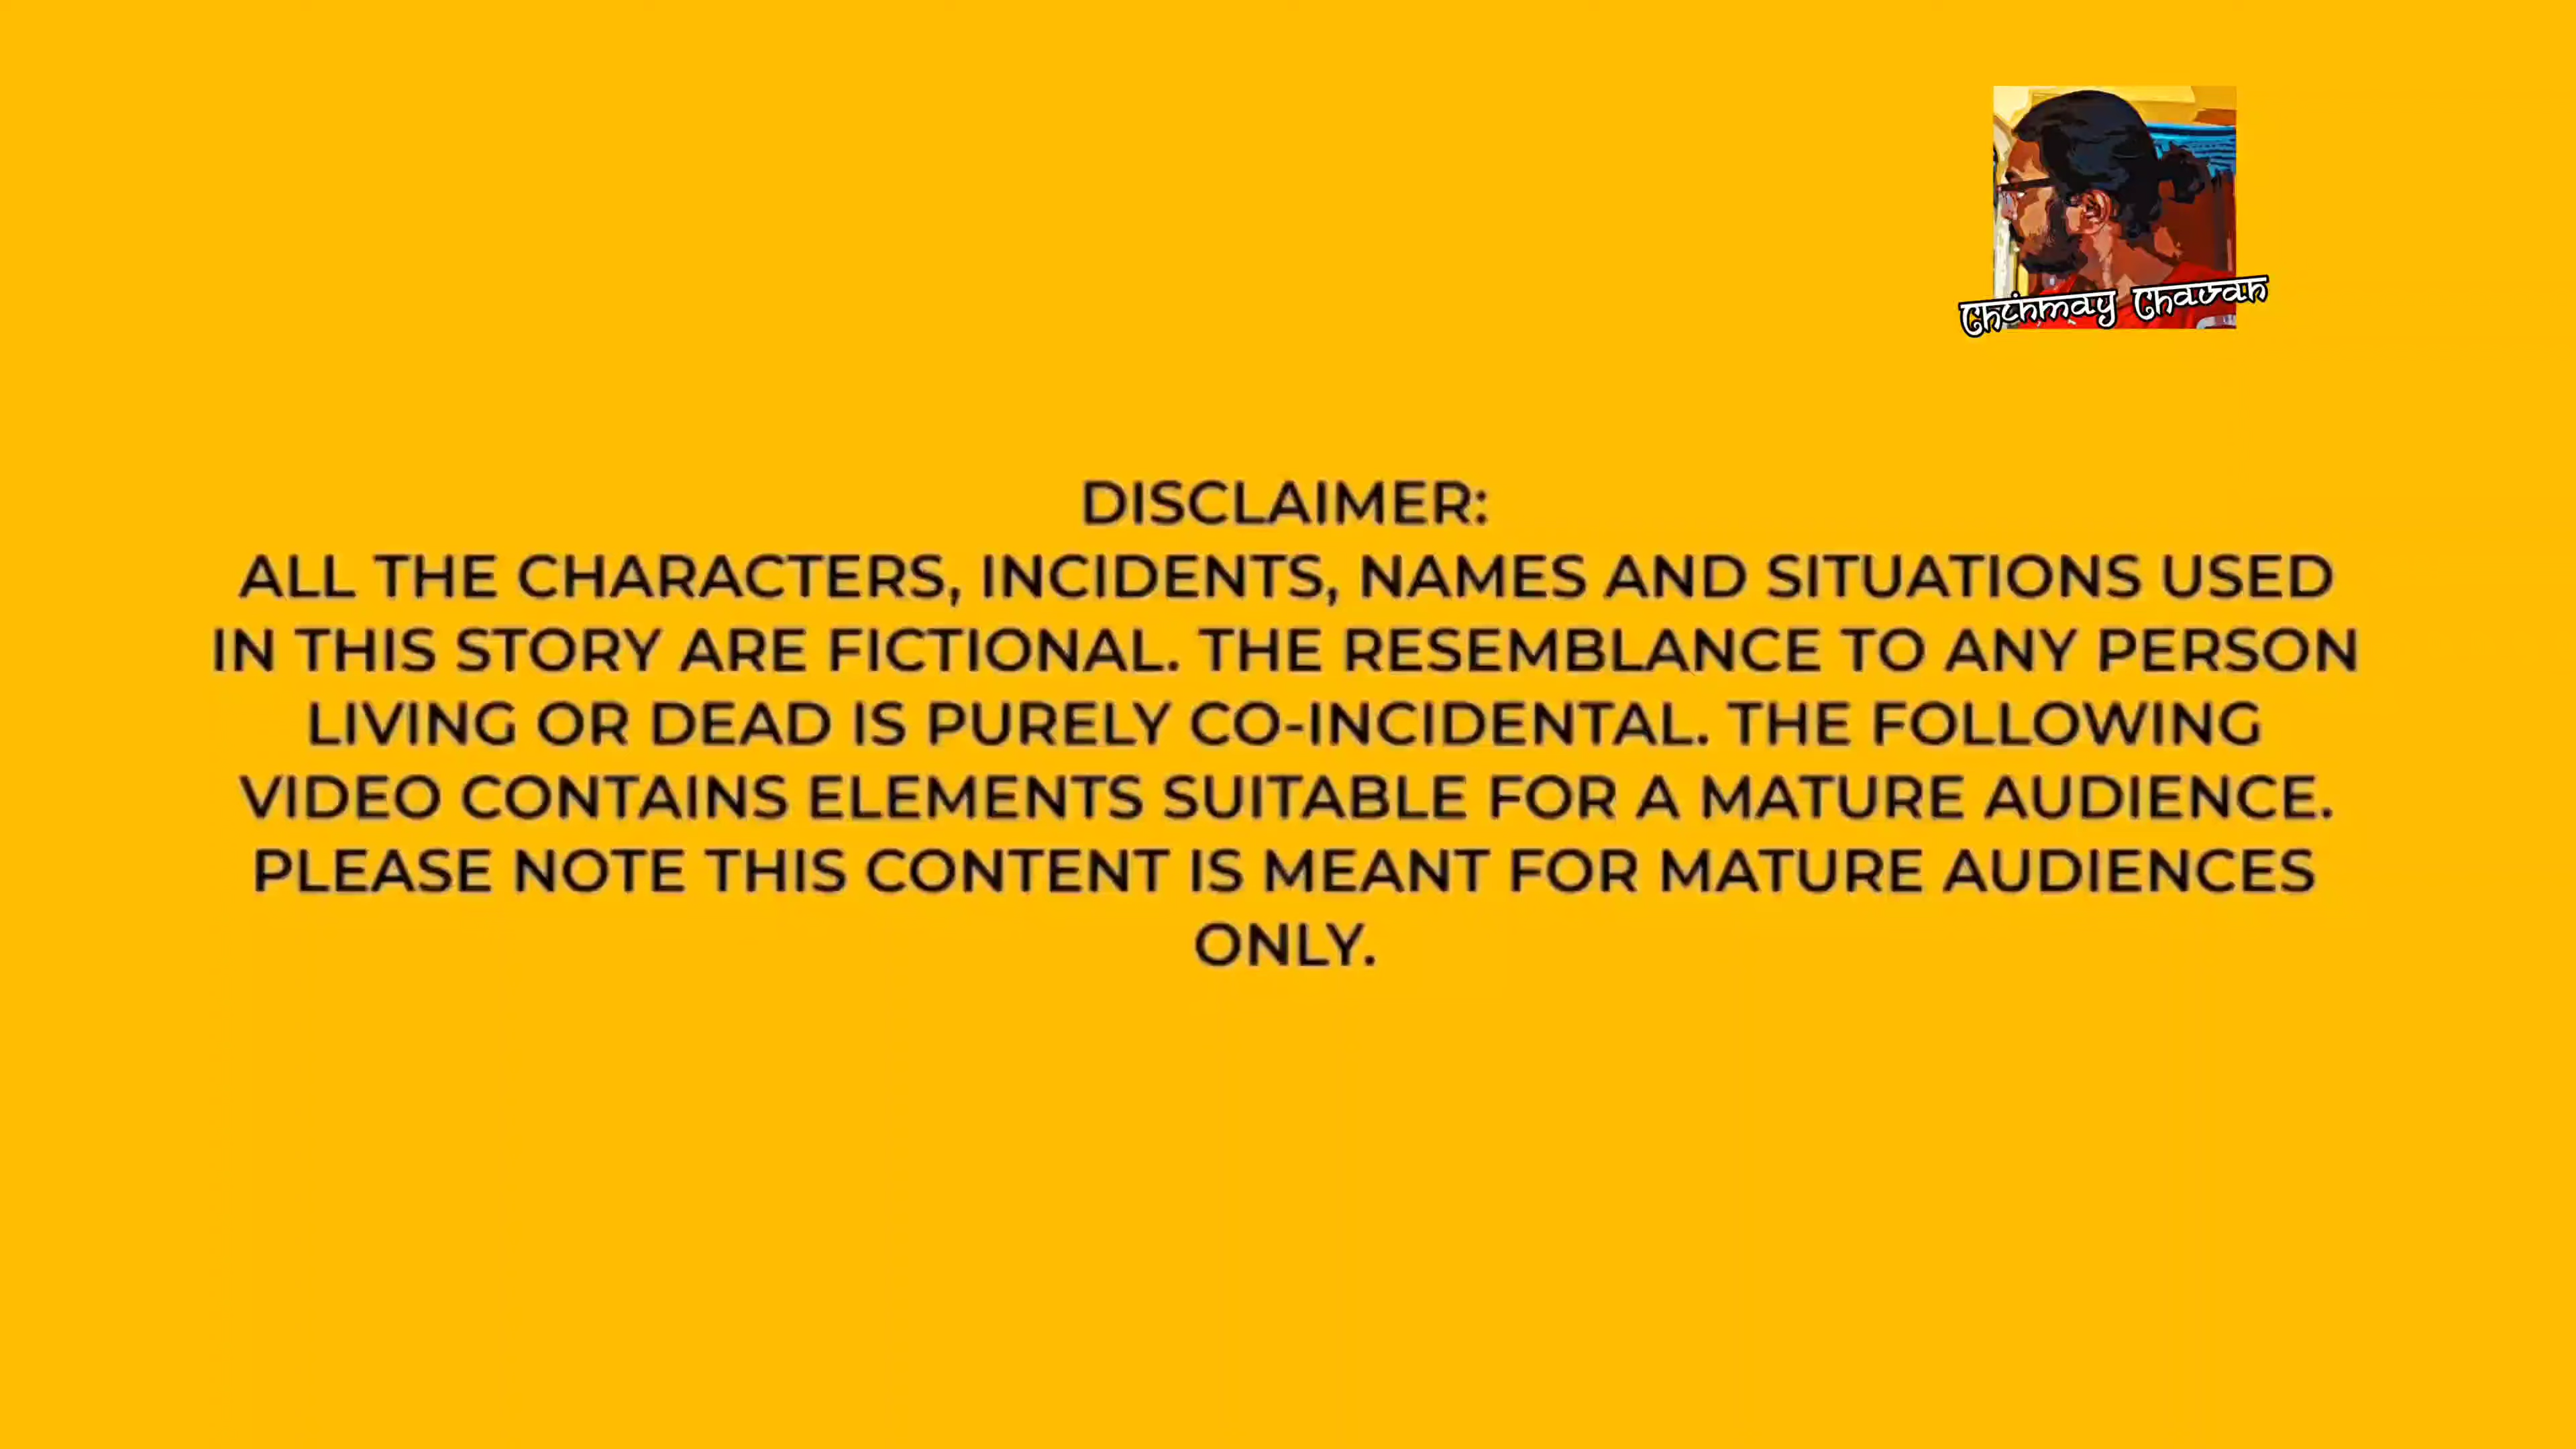 Chinmay Chavan
DISCLAIMER:
ALL THE CHARACTERS, INCIDENTS, NAMES AND SITUATIONS USED
IN THIS STORY ARE FICTIONAL. THE RESEMBLANCE TO ANY PERSON
LIVING OR DEAD IS PURELY CO-INCIDENTAL. THE FOLLOWING
VIDEO CONTAINS ELEMENTS SUITABLE FOR A MATURE AUDIENCE.
PLEASE NOTE THIS CONTENT IS MEANT FOR MATURE AUDIENCES
ONLY.